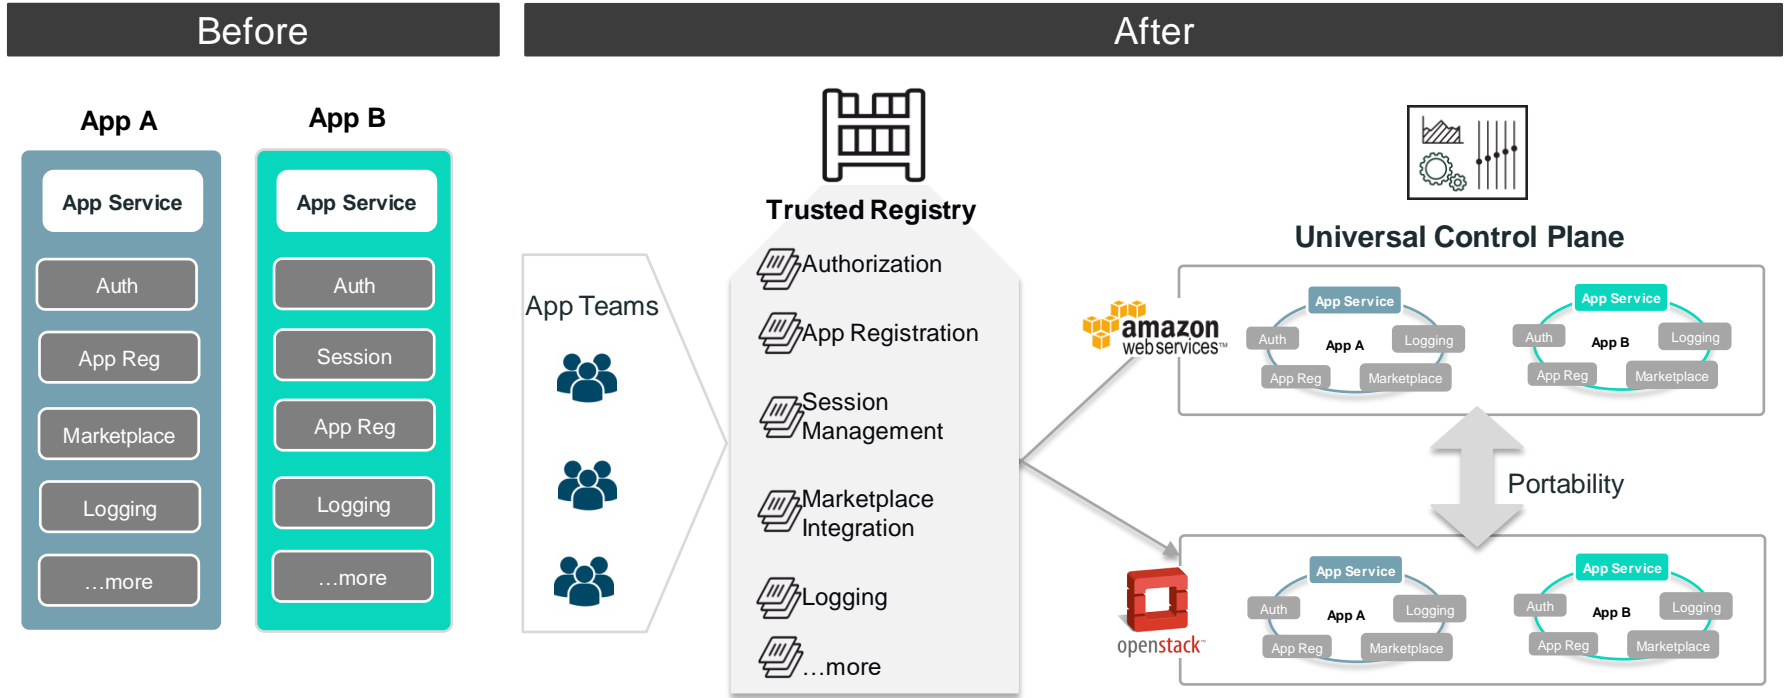 Before
After
App A
App Service
Auth
App Reg
Marketplace
Logging
...more
App B
App Service
Auth
Session
App Reg
Logging
...more
App Teams
Trusted Registry
Authorization
App Registration
Session
Management
Marketplace
Integration
Logging
...more
Universal Control Plane
amazon
web services™
App Service
Auth
App A
Logging
App Reg
Marketplace
App Service
Auth
App B
Logging
App Reg
Marketplace
Portability
openstack™
App Service
Auth
App A
Logging
App Reg
Marketplace
App Service
Auth
App B
Logging
App Reg
Marketplace